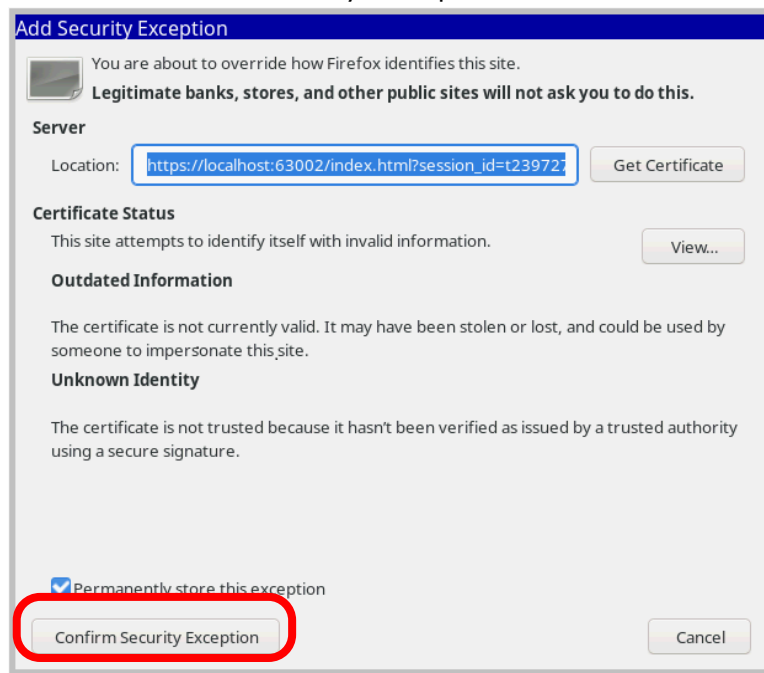 Add Security Exception
You are about to override how Firefox identifies this site.
Legitimate banks, stores, and other public sites will not ask you to do this.
Server
Location: https://localhost:63002/index.html?session_id=t239727 Get Certificate
Certificate Status
This site attempts to identify itself with invalid information. View...
Outdated Information
The certificate is not currently valid. It may have been stolen or lost, and could be used by
someone to impersonate this site.
Unknown Identity
The certificate is not trusted because it hasn't been verified as issued by a trusted authority
using a secure signature.
Permanently store this exception
Confirm Security Exception Cancel